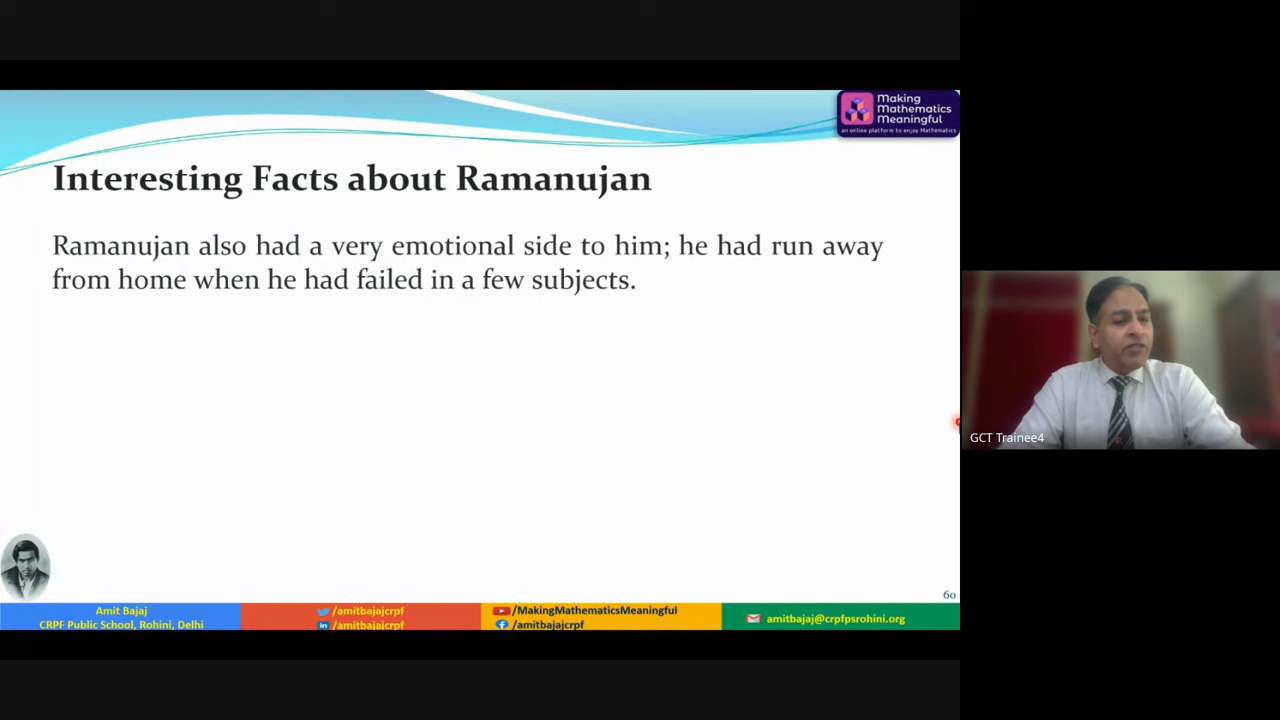 Making
Mathematics
Meaningful
an online platform to enjoy Mathematics
Interesting Facts about Ramanujan
Ramanujan also had a very emotional side to him; he had run away
from home when he had failed in a few subjects.
GCT Trainee4
60
Amit Bajaj
CRPF Public School, Rohini, Delhi
/amitbajajcrpf
in /amitbajajcrpf
/MakingMathematicsMeaningful
/amitbajajcrpf
amitbajaj@crpfpsrohini.org